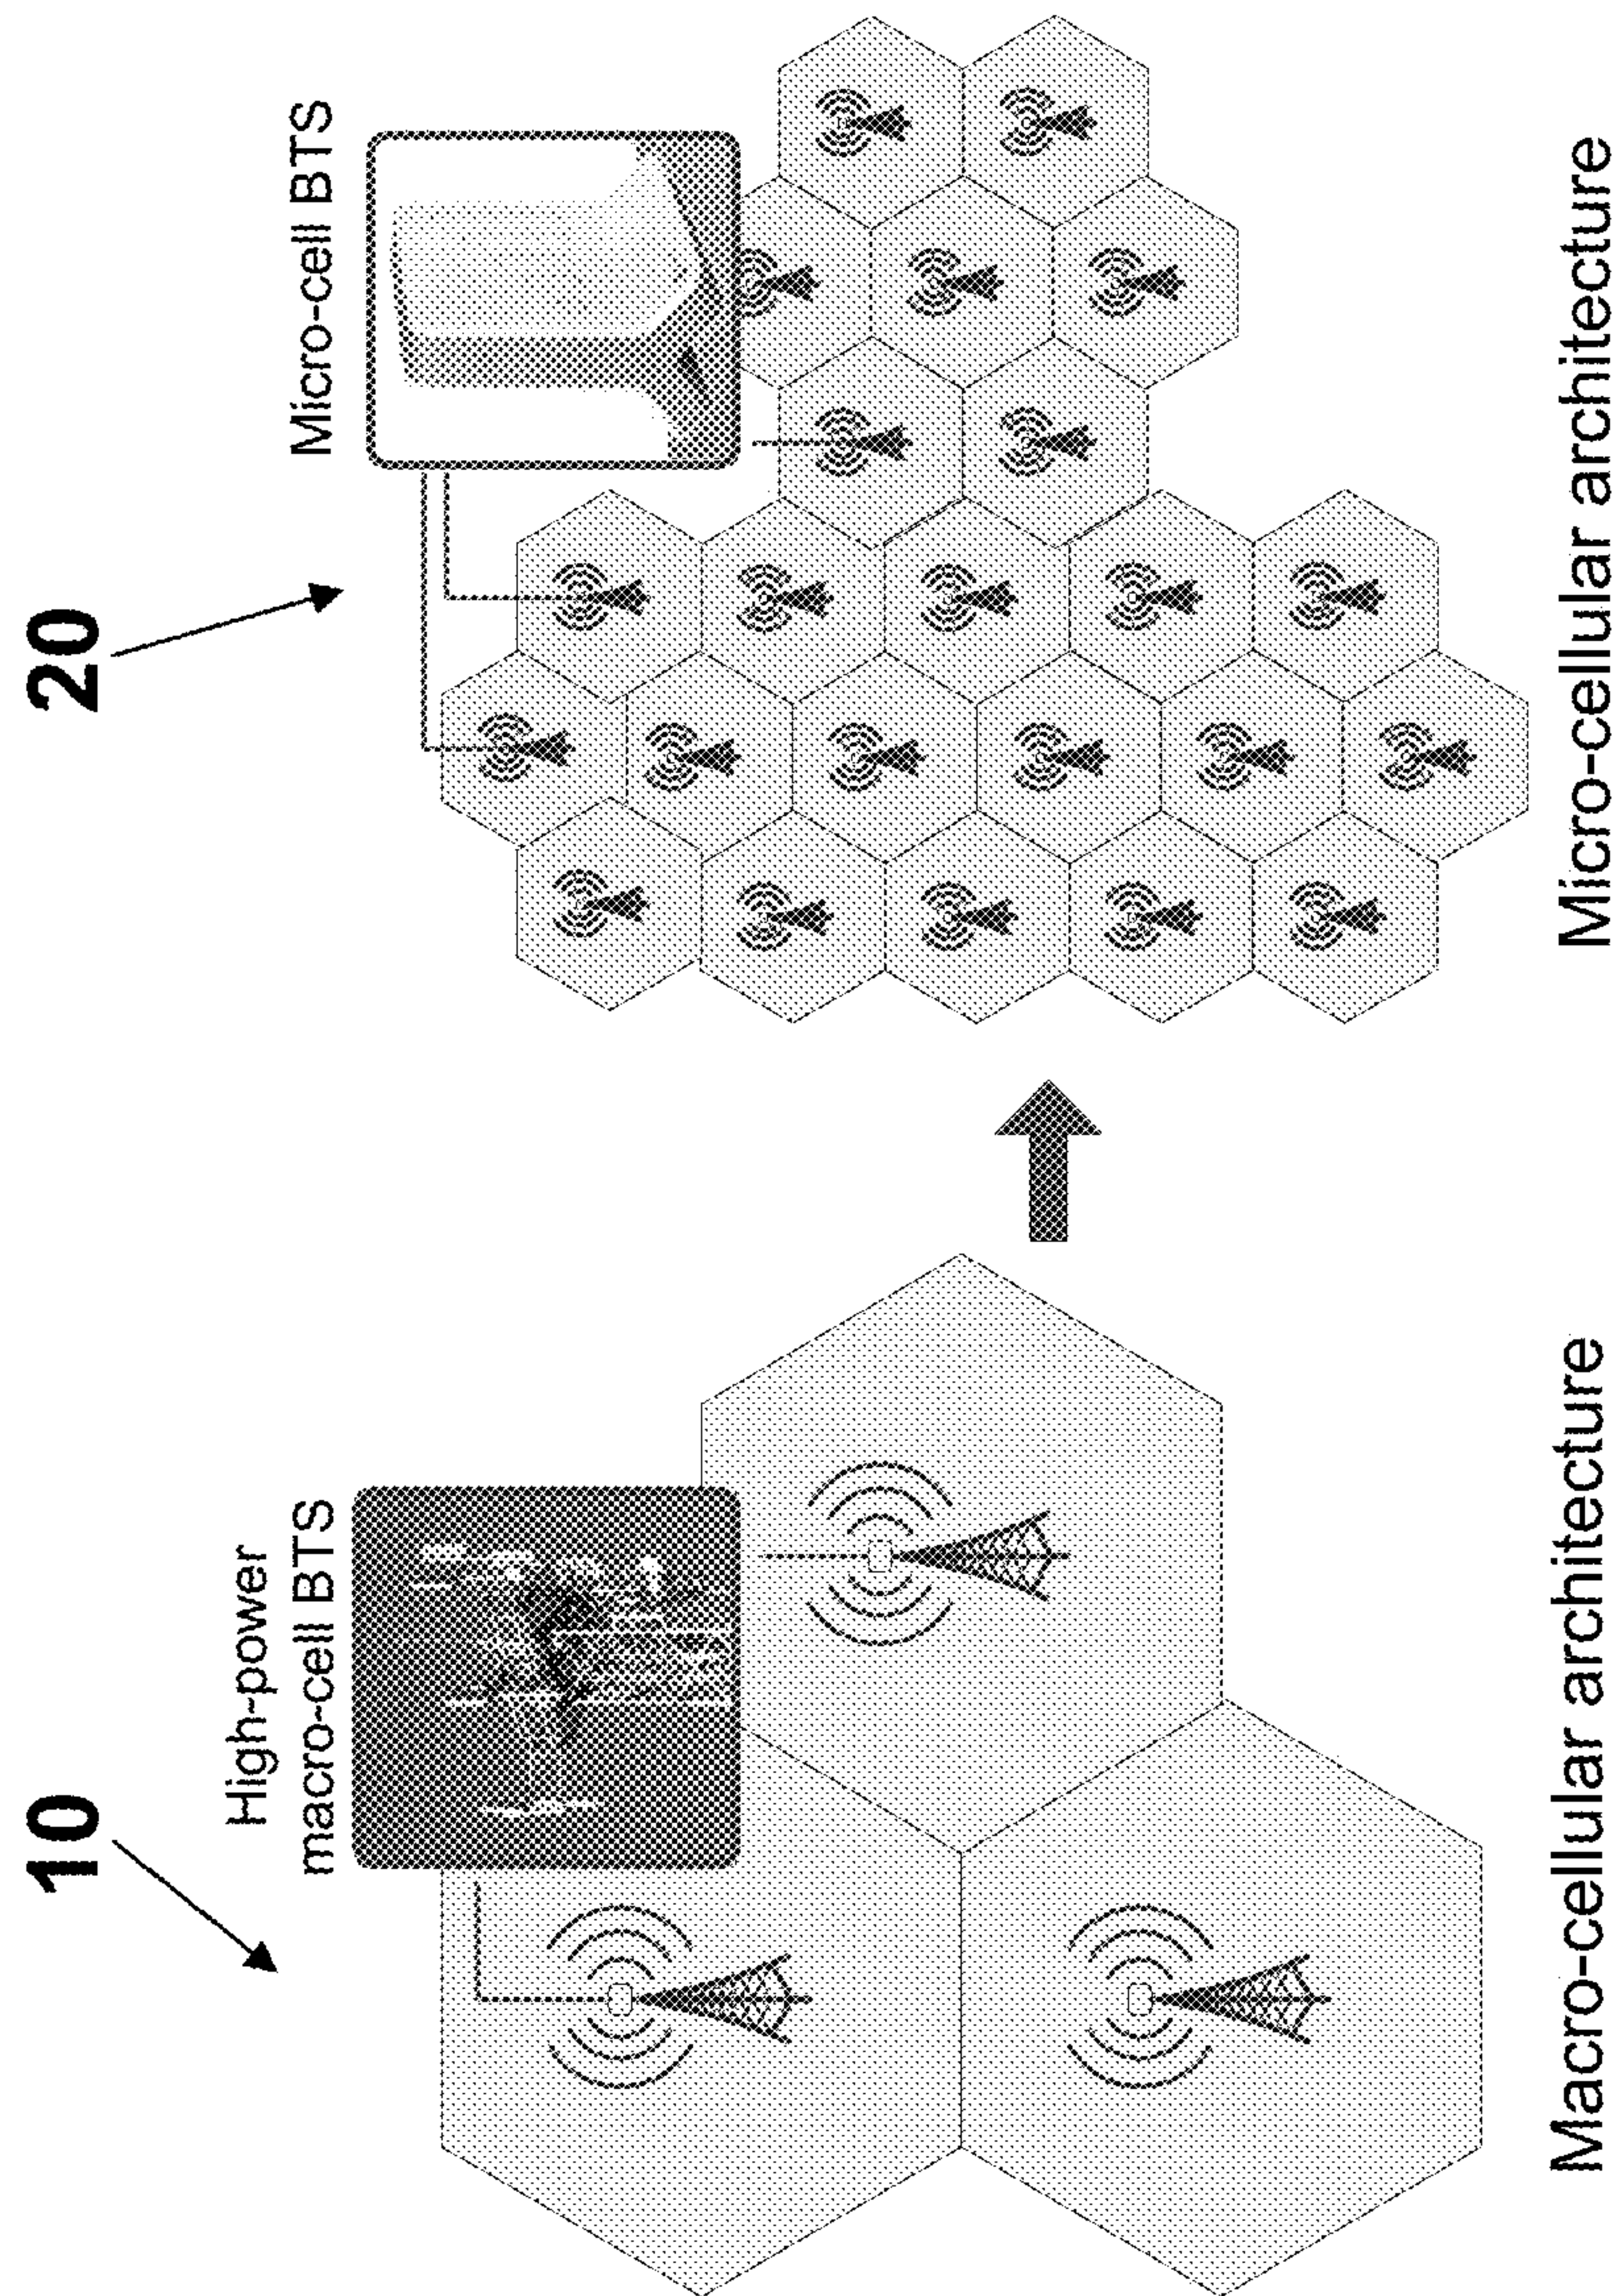 10
20
High-power
macro-cell BTS
Micro-cell BTS
Macro-cellular architecture
Micro-cellular architecture